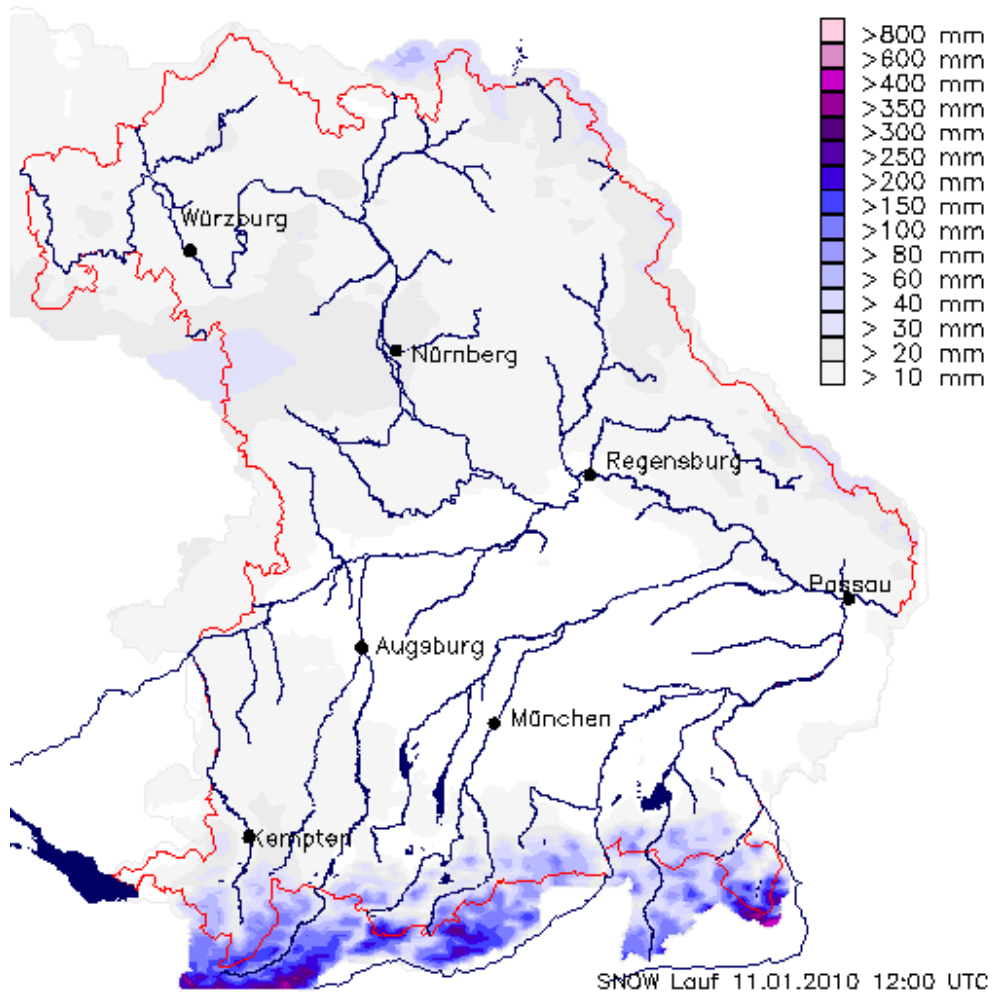 >800 mm
>600 mm
>400 mm
>350 mm
>300 mm
>250 mm
>200 mm
>150 mm
>100 mm
> 80 mm
> 60 mm
> 40 mm
> 30 mm
> 20 mm
> 10 mm
Würzburg
Nürnberg
Regensburg
Passau
Augsburg
München
Kempten
SNOW Lauf 11.01.2010 12:00 UTC